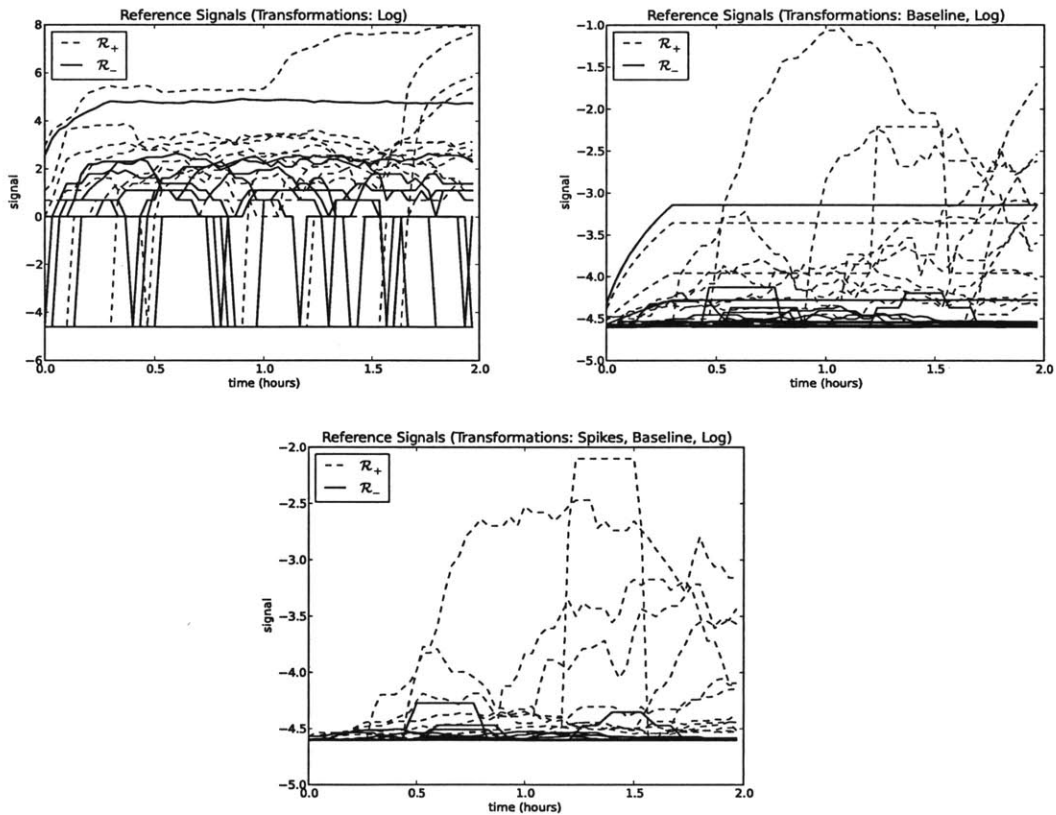 Reference Signals (Transformations: Log)
8
6
4
2
0
−2
−4
−6
signal
R+
R−
0.0 0.5 1.0 1.5 2.0
time (hours)
Reference Signals (Transformations: Baseline, Log)
−1.0
−1.5
−2.0
−2.5
−3.0
−3.5
−4.0
−4.5
−5.0
signal
R+
R−
0.0 0.5 1.0 1.5 2.0
time (hours)
Reference Signals (Transformations: Spikes, Baseline, Log)
−2.0
−2.5
−3.0
−3.5
−4.0
−4.5
−5.0
signal
R+
R−
0.0 0.5 1.0 1.5 2.0
time (hours)